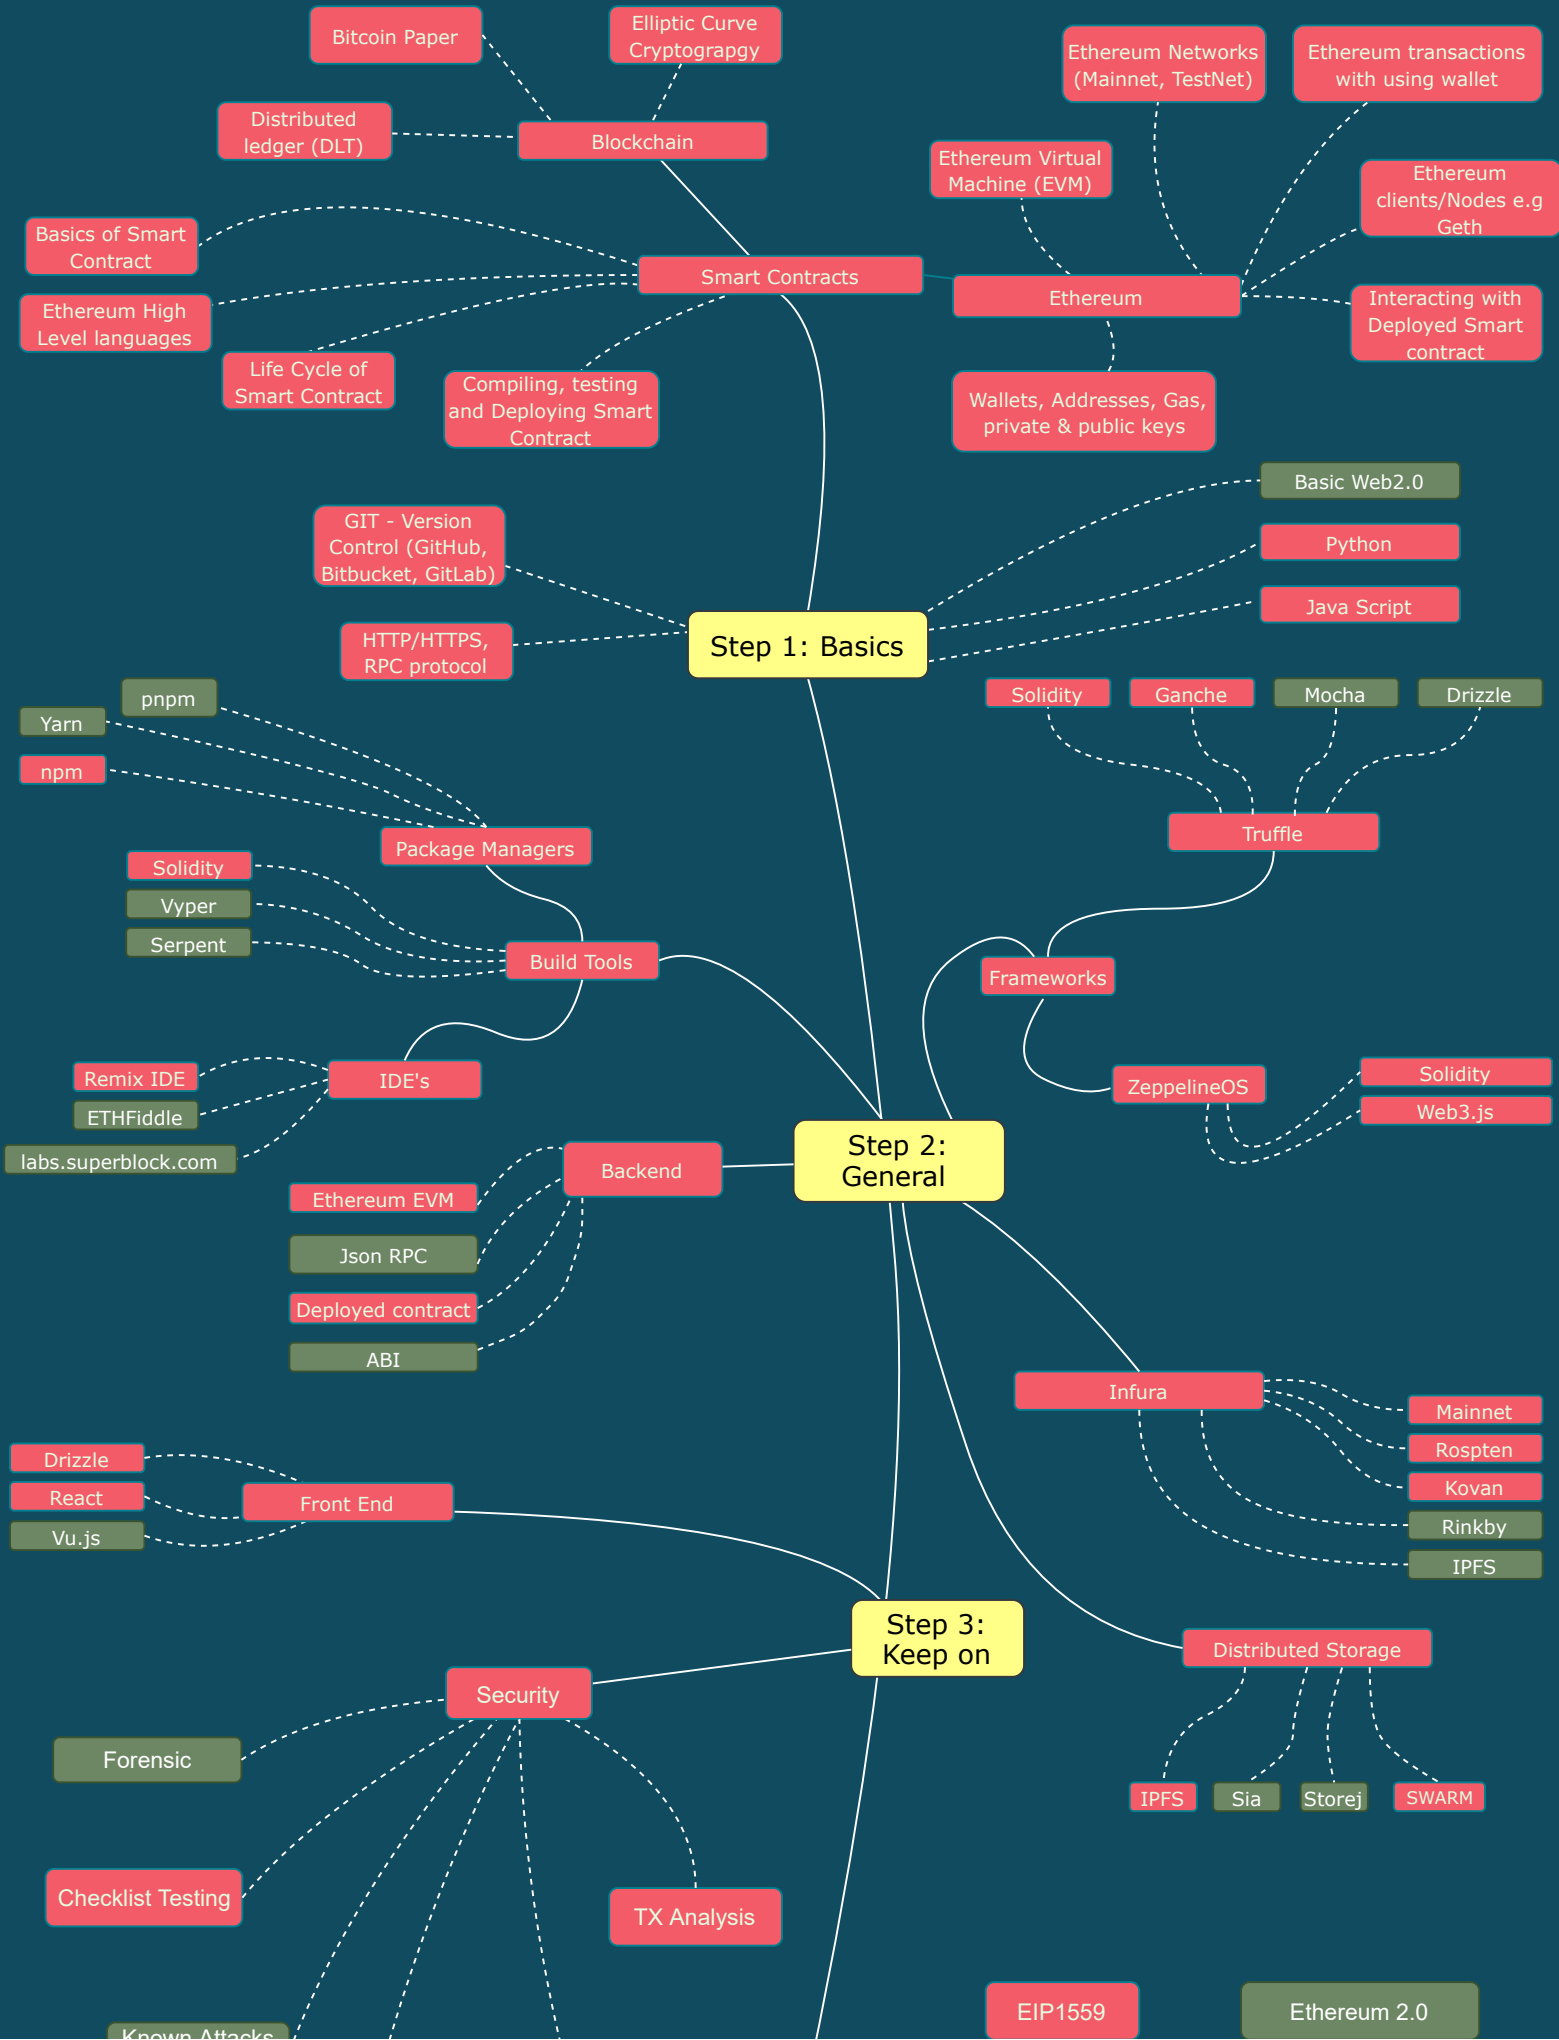 Bitcoin Paper
Elliptic Curve
Cryptograpgy
Distributed
ledger (DLT)
Blockchain
Ethereum Networks
(Mainnet, TestNet)
Ethereum transactions
with using wallet
Ethereum Virtual
Machine (EVM)
Ethereum
clients/Nodes e.g
Geth
Basics of Smart
Contract
Smart Contracts
Ethereum
Ethereum High
Level languages
Interacting with
Deployed Smart
contract
Life Cycle of
Smart Contract
Compiling, testing
and Deploying Smart
Contract
Wallets, Addresses, Gas,
private & public keys
Basic Web2.0
GIT - Version
Control (GitHub,
Bitbucket, GitLab)
Python
Java Script
HTTP/HTTPS,
RPC protocol
Step 1: Basics
pnpm
Yarn
npm
Solidity
Ganche
Mocha
Drizzle
Package Managers
Truffle
Solidity
Vyper
Serpent
Build Tools
Frameworks
Remix IDE
ETHFiddle
labs.superblock.com
IDE's
ZeppelineOS
Solidity
Web3.js
Step 2:
General
Backend
Ethereum EVM
Json RPC
Deployed contract
ABI
Infura
Mainnet
Rospten
Kovan
Rinkby
IPFS
Drizzle
React
Vu.js
Front End
Step 3:
Keep on
Distributed Storage
IPFS
Sia
Storej
SWARM
Security
Forensic
Checklist Testing
TX Analysis
EIP1559
Ethereum 2.0
Known Attacks